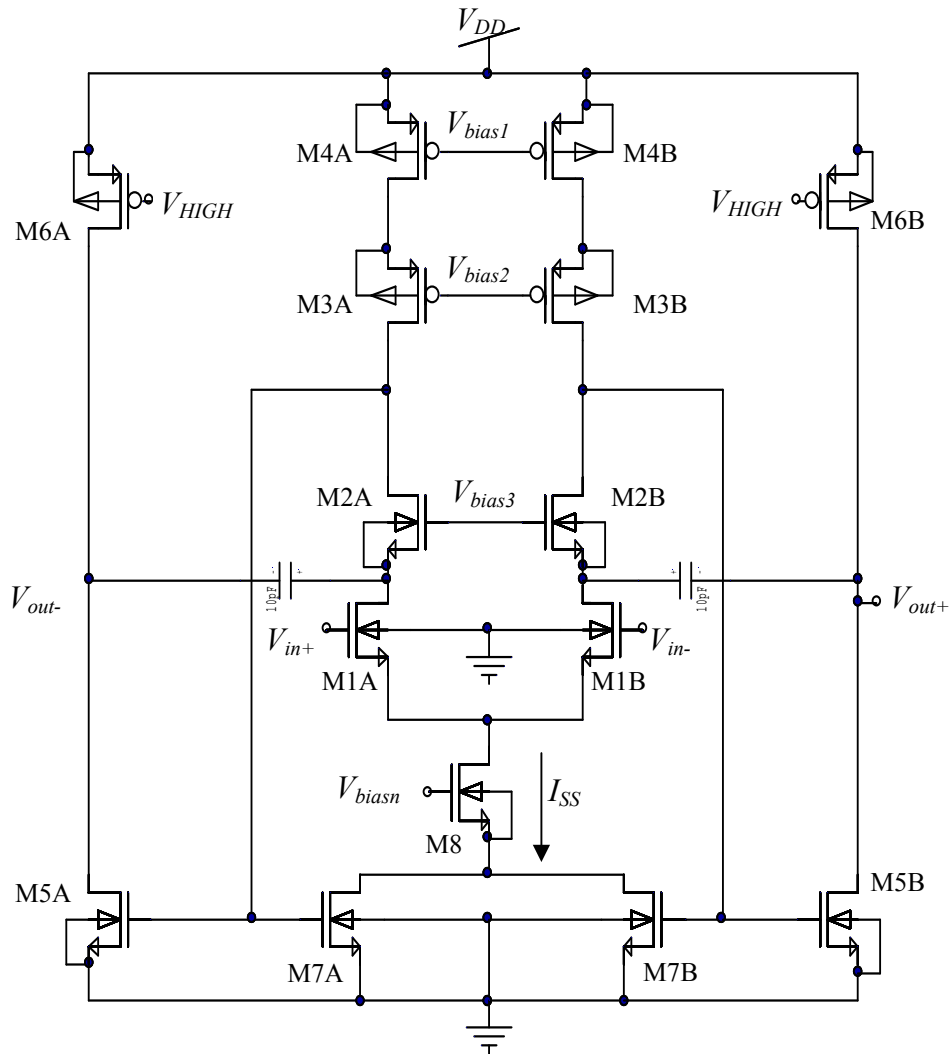 VDD
M4A
Vbias1
M4B
VHIGH
VHIGH
M6A
M6B
M3A
Vbias2
M3B
M2A
Vbias3
M2B
Vout-
10pF
10pF
Vout+
Vin+
Vin-
M1A
M1B
Vbiasn
ISS
M8
M5A
M5B
M7A
M7B